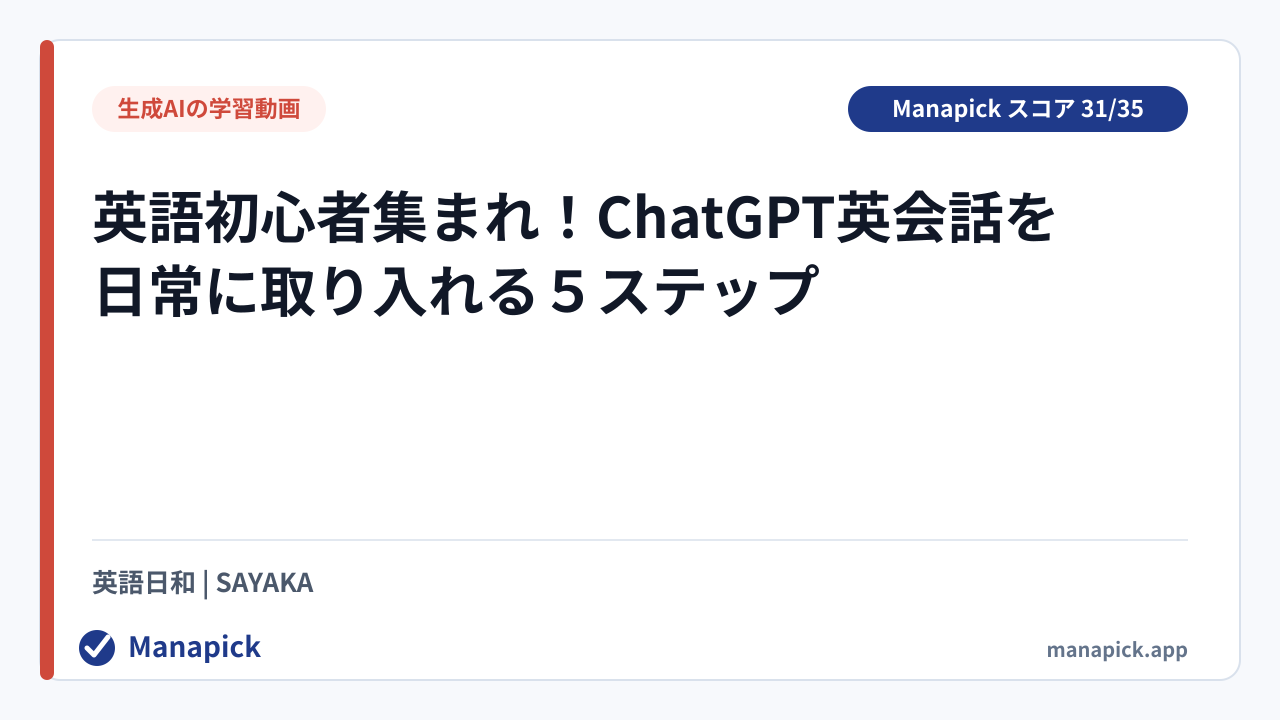 生成AIの学習動画
Manapick スコア 31/35
英語初心者集まれ！ChatGPT英会話を
日常に取り入れる５ステップ
英語日和 | SAYAKA
Manapick
manapick.app